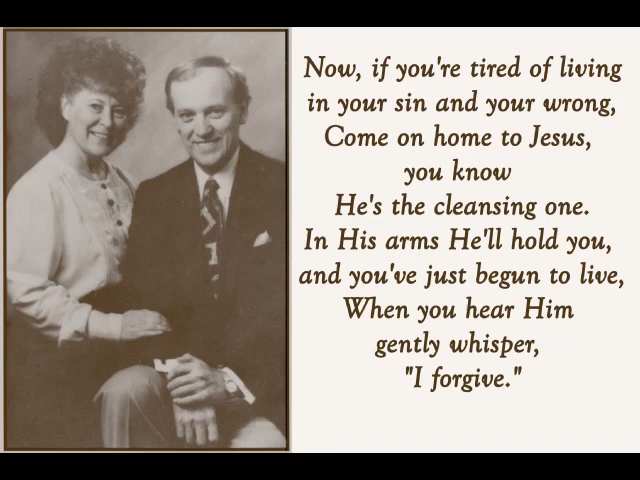 Now, if you're tired of living
in your sin and your wrong,
Come on home to Jesus,
you know
He's the cleansing one.
In His arms He'll hold you,
and you've just begun to live,
When you hear Him
gently whisper,
"I forgive."